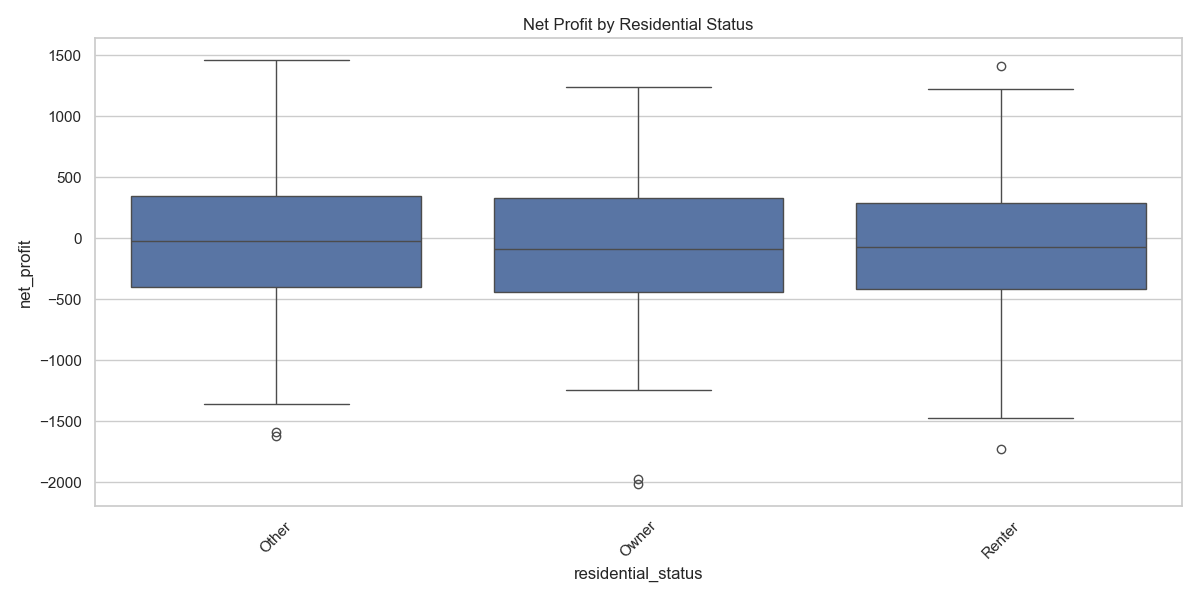 Net Profit by Residential Status
1500
1000
500
0
−500
−1000
−1500
−2000
net_profit
Other
Owner
Renter
residential_status